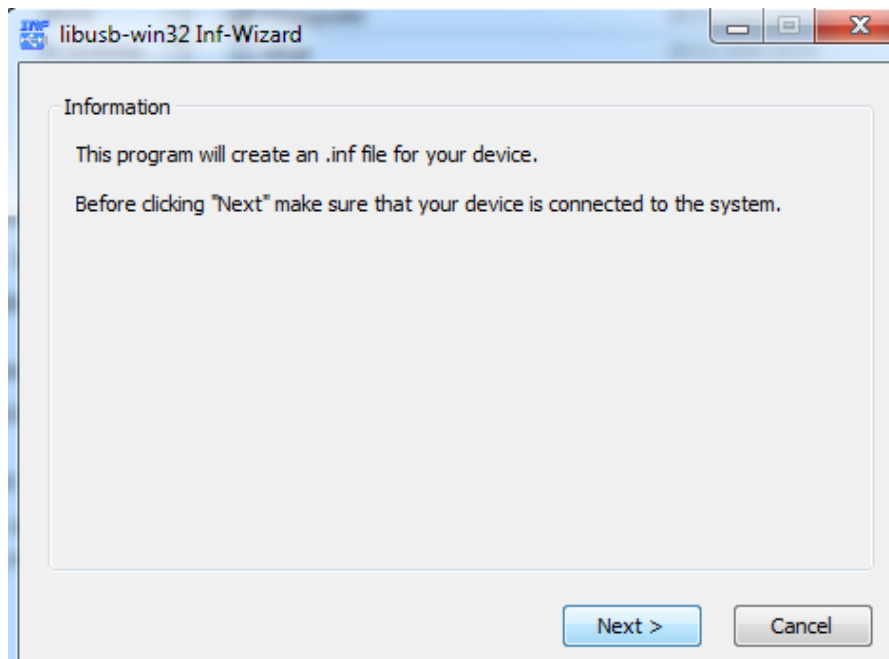 libusb-win32 Inf-Wizard
Information
This program will create an .inf file for your device.
Before clicking "Next" make sure that your device is connected to the system.
Next >
Cancel